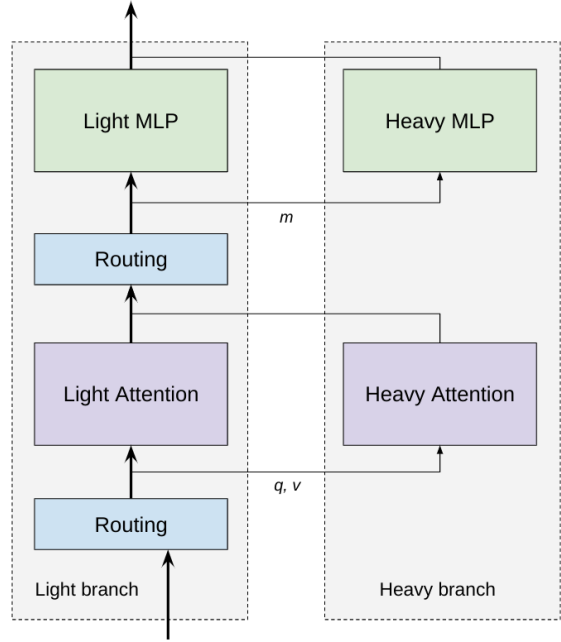 Light MLP
Heavy MLP
m
Routing
Light Attention
Heavy Attention
q, v
Routing
Light branch
Heavy branch